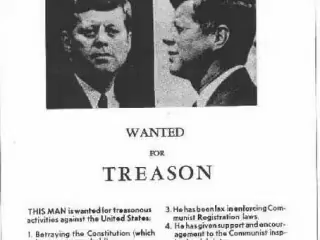 WANTED
FOR
TREASON
THIS MAN is wanted for treasonous
activities against the United States:
1. Betraying the Constitution (which
3. He has been lax in enforcing Com-
munist Registration laws.
4. He has given support and encour-
agement to the Communist insp-